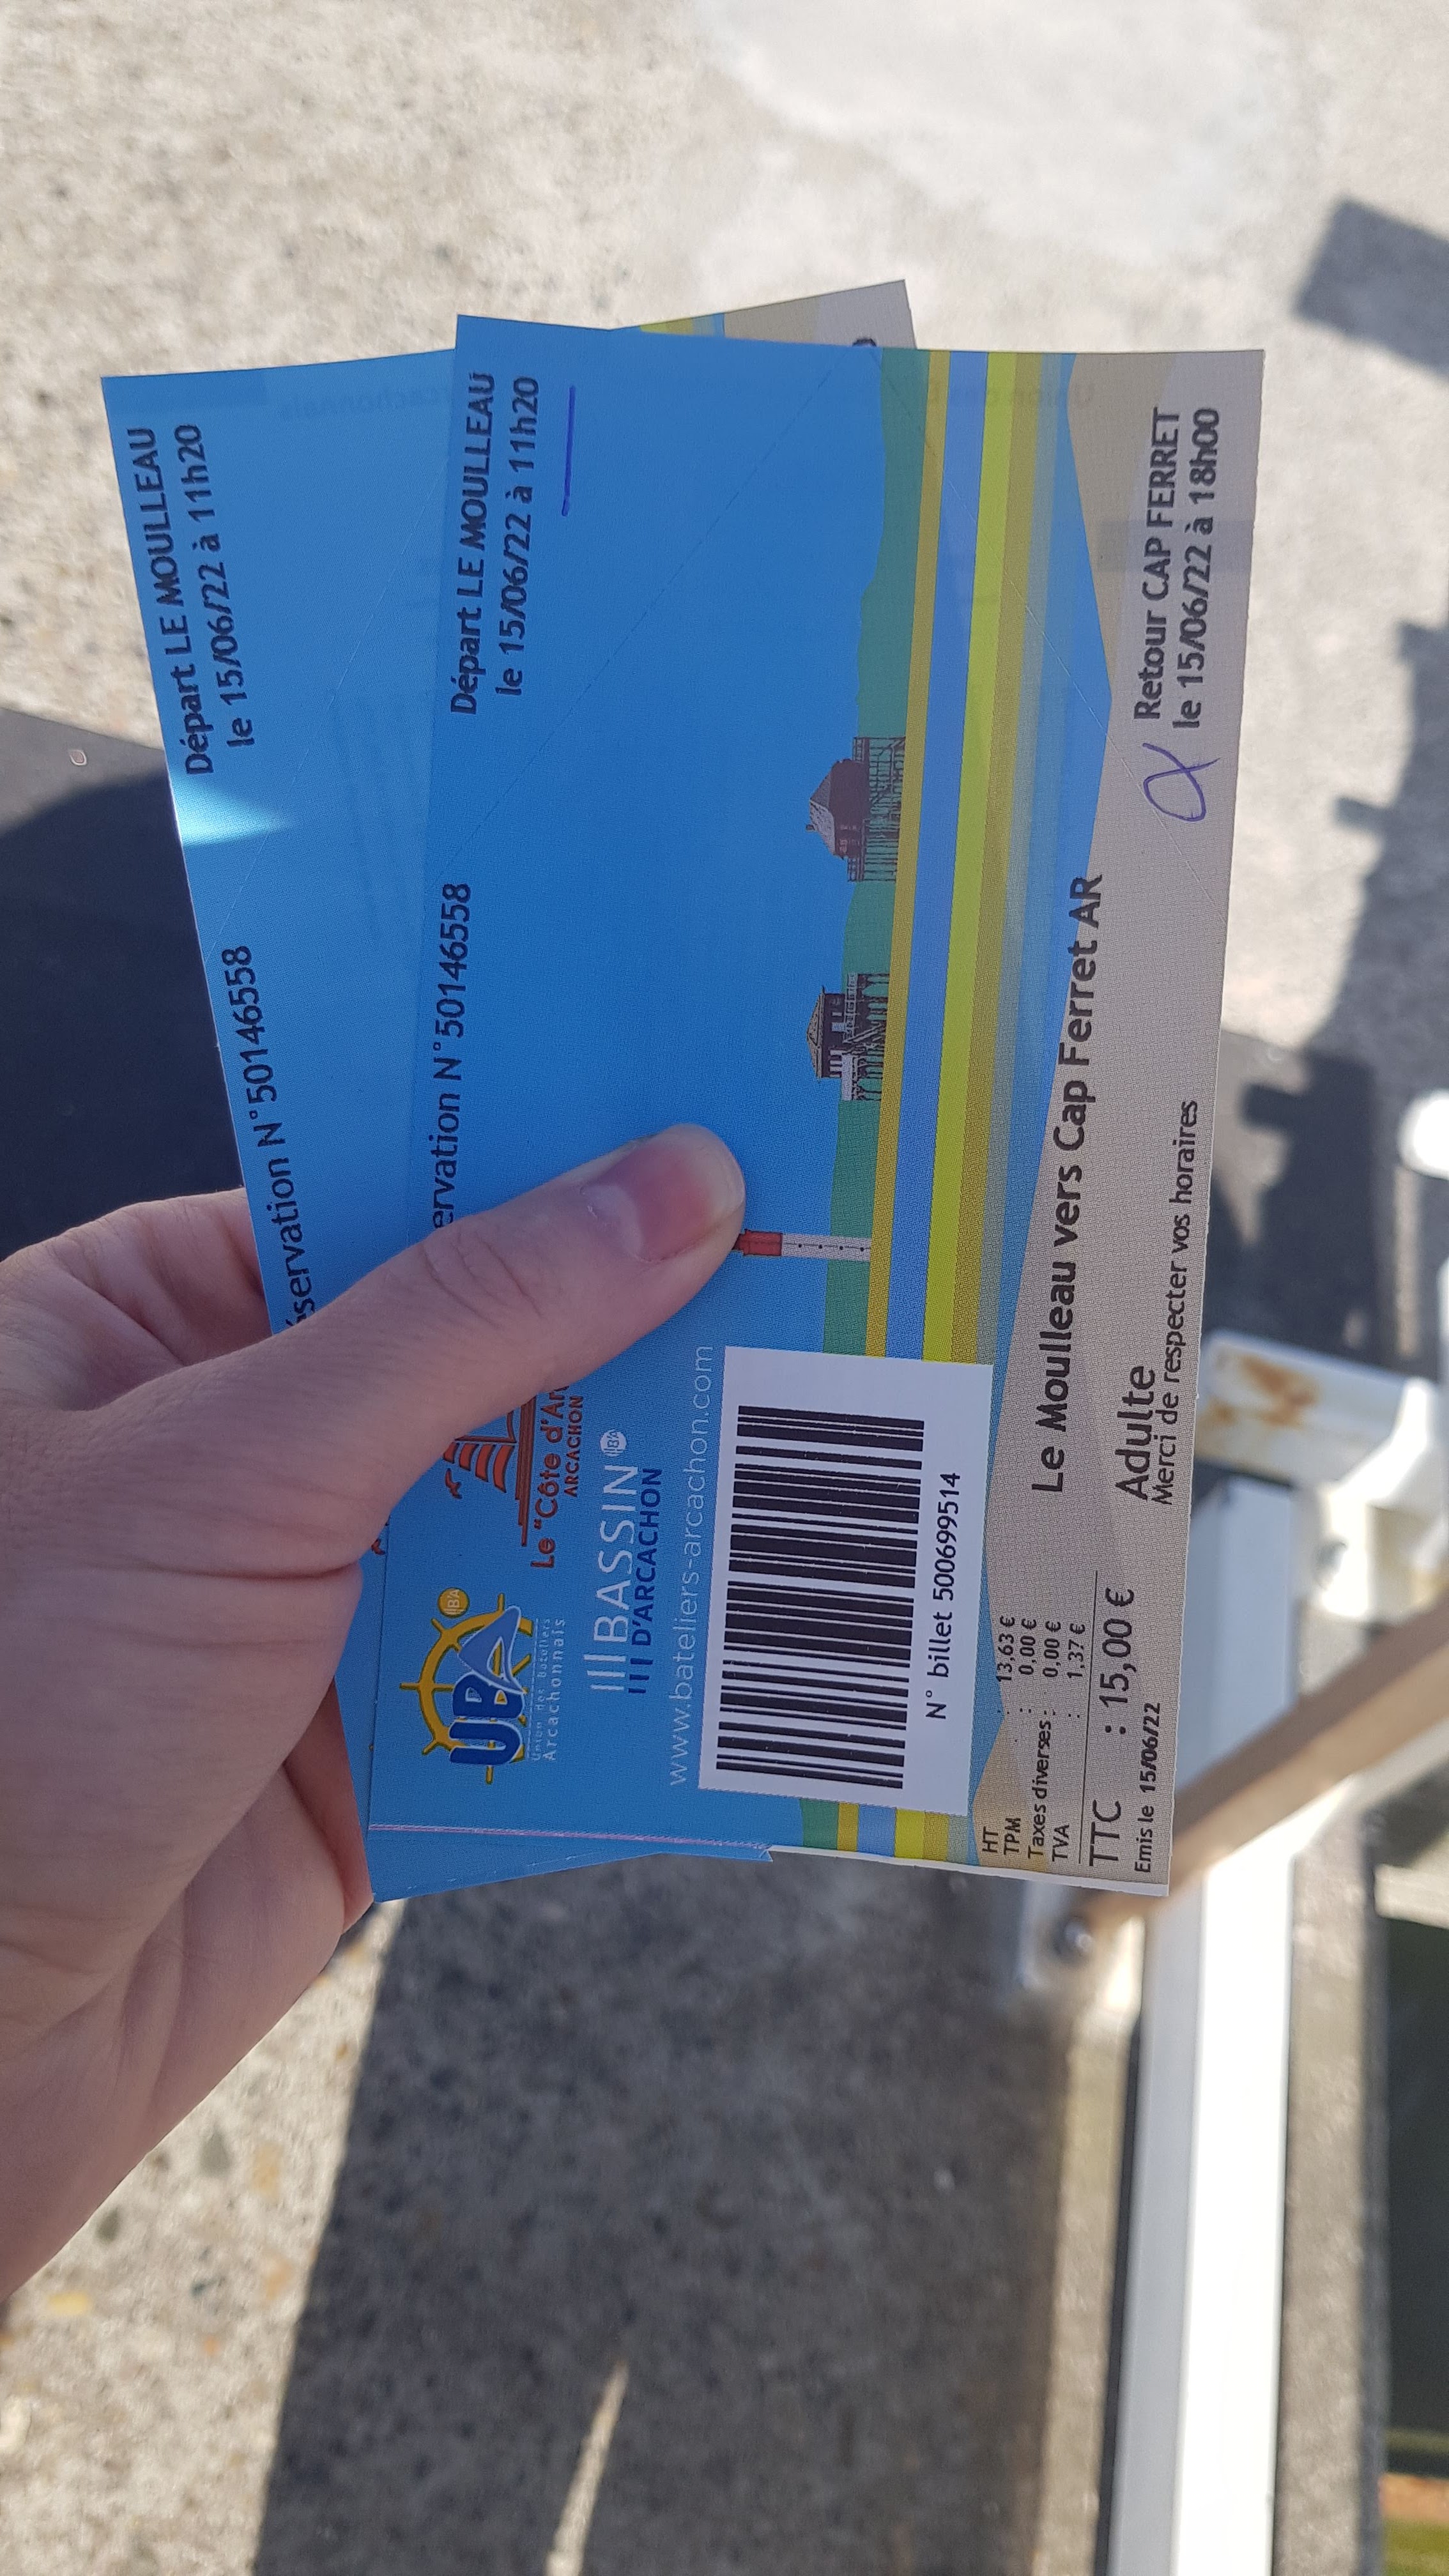 Départ LE MOULLEAU
le 15/06/22 à 11h20
servation N°50146558
Départ LE MOULLEAU
le 15/06/22 à 11h20
ervation N°50146558
UBA
Union des Bateliers
Arcachonnais
Le "Côte d'Ar
ARCACHON
BASSIN
D'ARCACHON
www.bateliers-arcachon.com
N° billet 500699514
Le Moulleau vers Cap Ferret AR
Adulte
Merci de respecter vos horaires
Retour CAP FERRET
le 15/06/22 à 18h00
HT : 13,63 €
TPM : 0,00 €
Taxes diverses : 0,00 €
TVA : 1,37 €
TTC : 15,00 €
Emis le 15/06/22